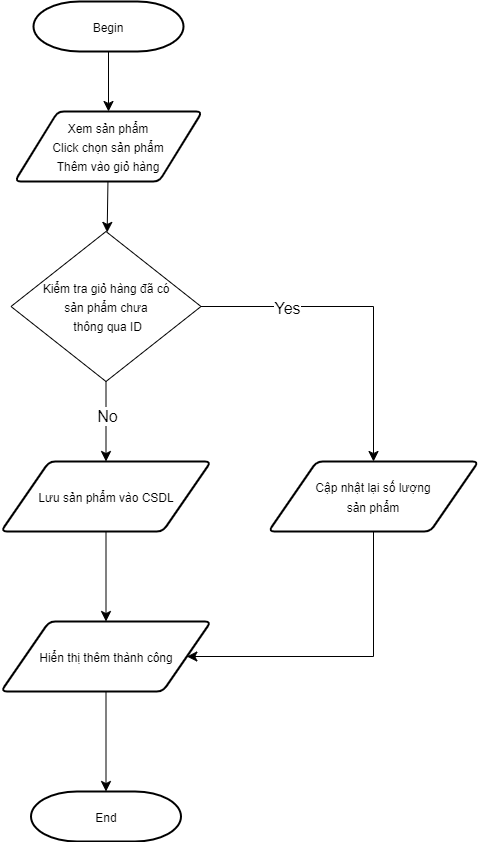 Begin
Xem sản phẩm
Click chọn sản phẩm
Thêm vào giỏ hàng
Kiểm tra giỏ hàng đã có
sản phẩm chưa
thông qua ID
Yes
No
Lưu sản phẩm vào CSDL
Cập nhật lại số lượng
sản phẩm
Hiển thị thêm thành công
End